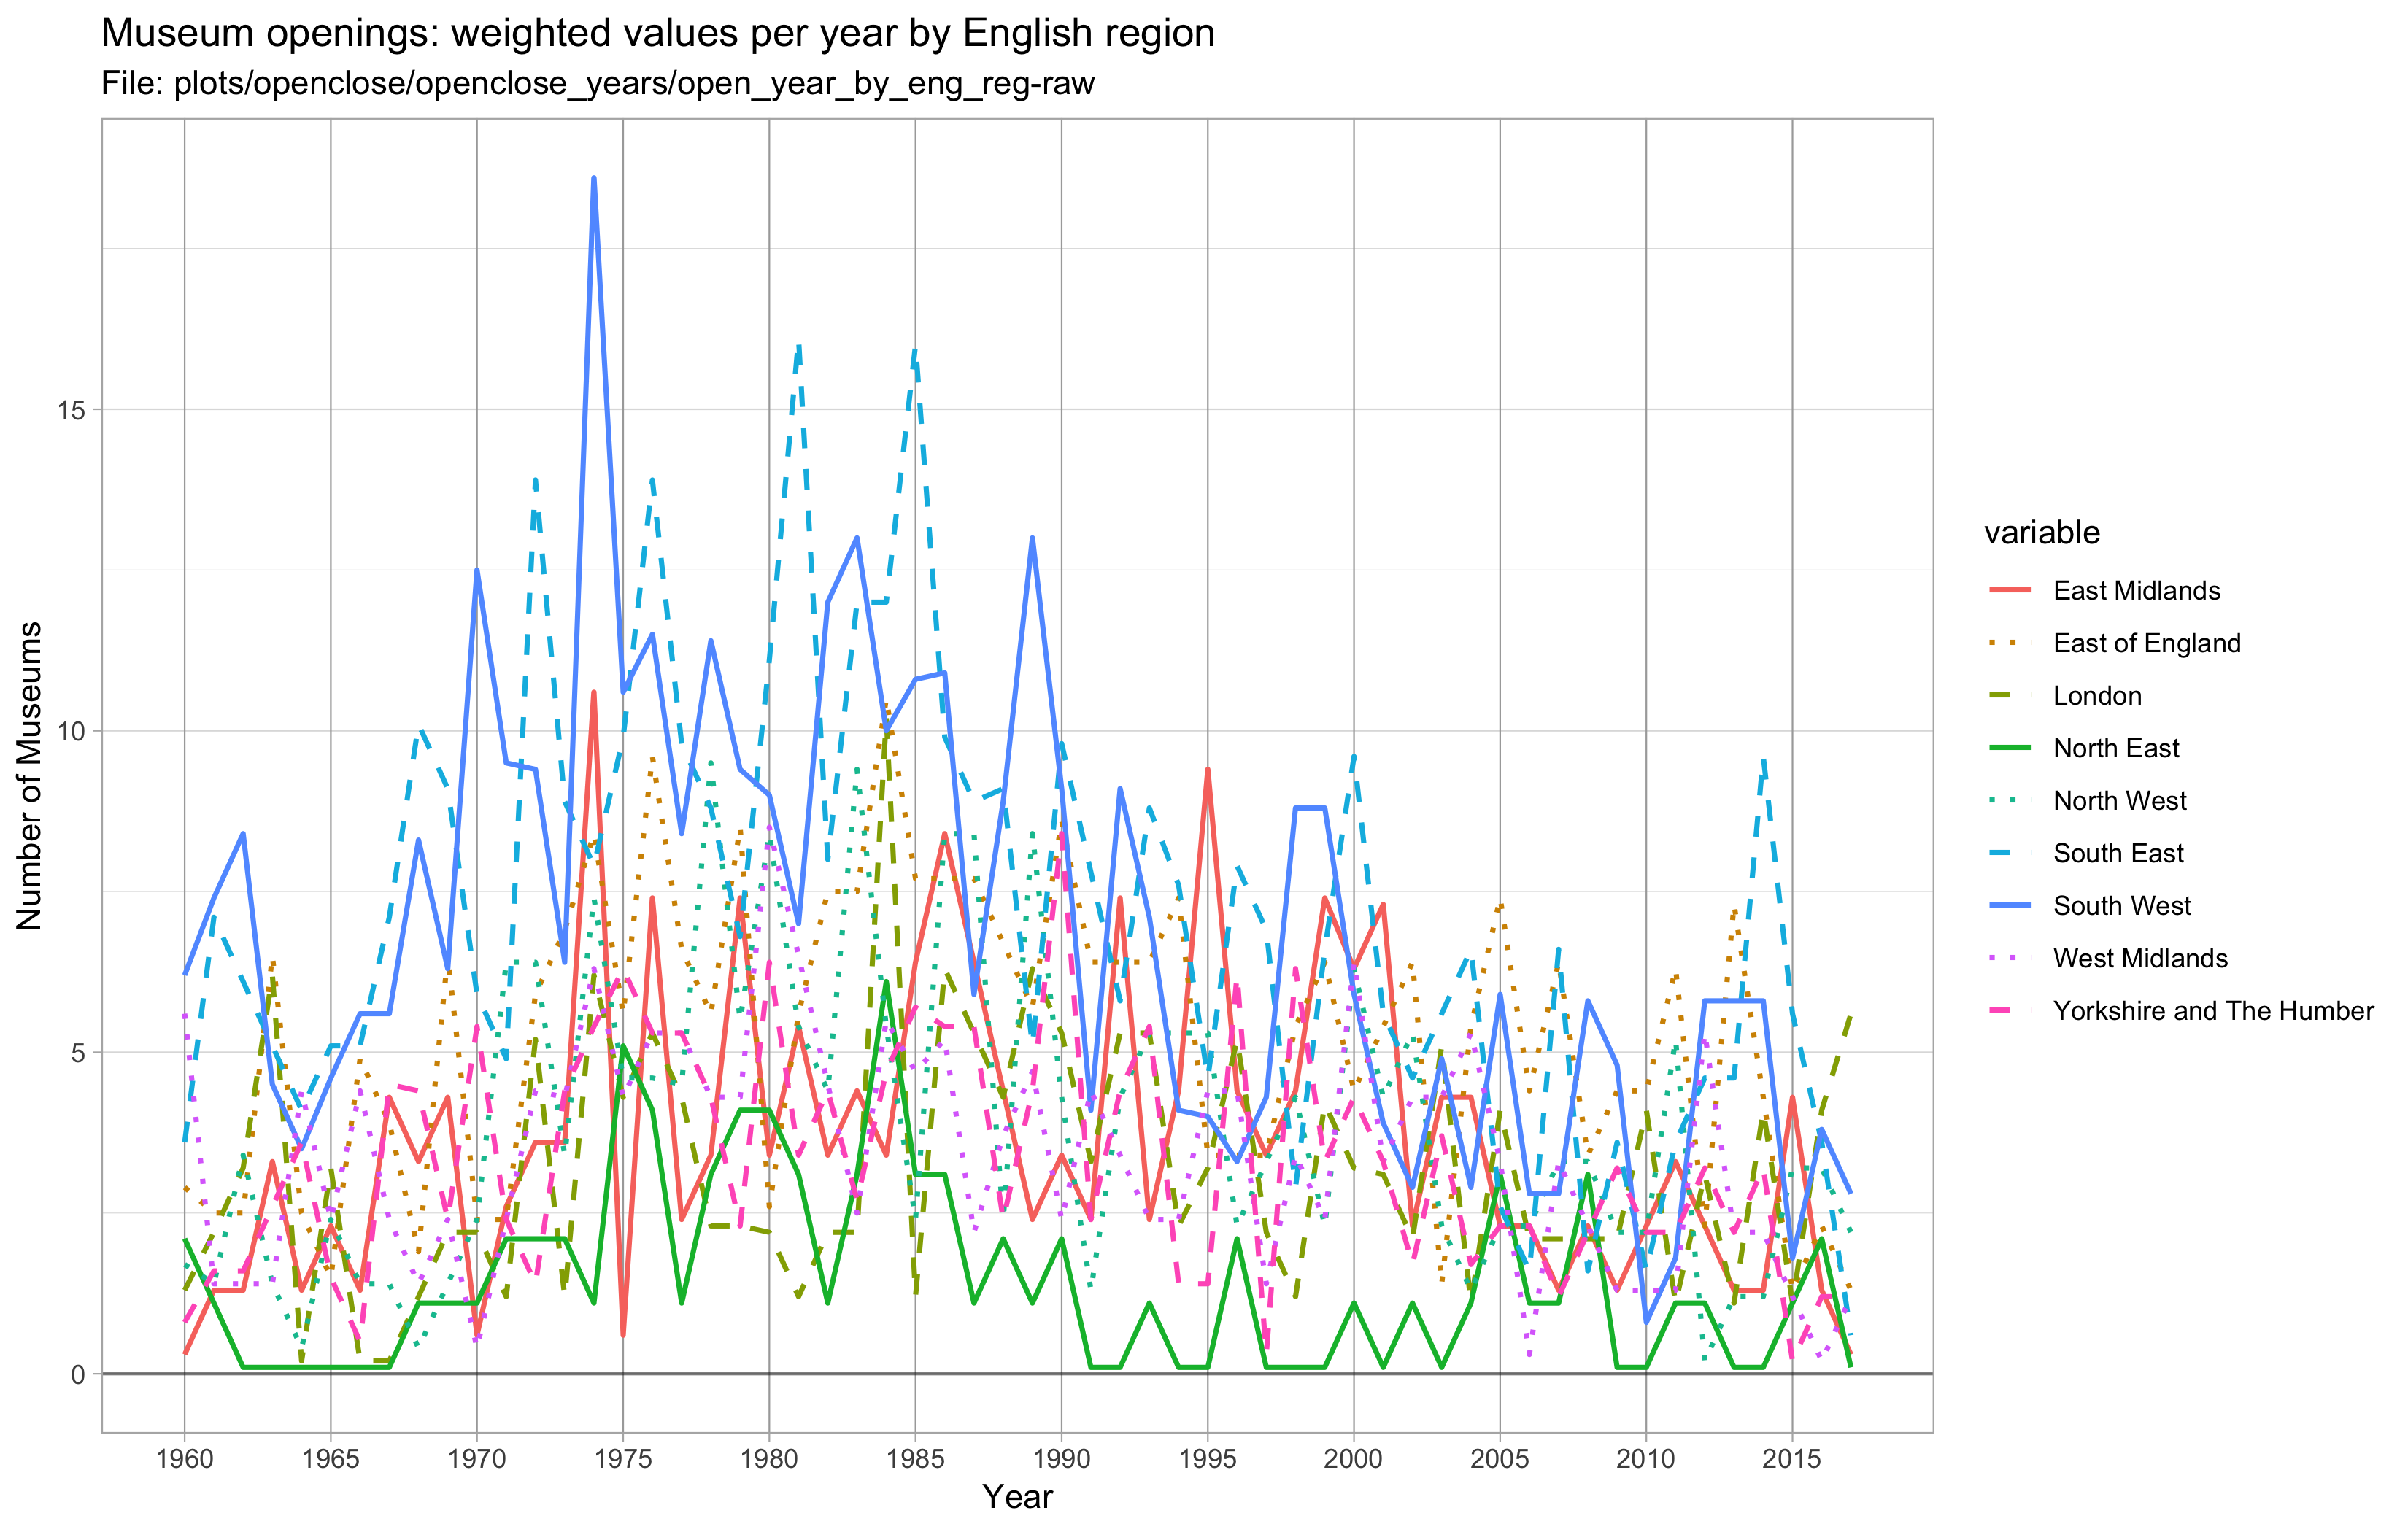 Museum openings: weighted values per year by English region
File: plots/openclose/openclose_years/open_year_by_eng_reg-raw
Number of Museums
15
10
5
0
1960 1965 1970 1975 1980 1985 1990 1995 2000 2005 2010 2015
Year
variable
East Midlands
East of England
London
North East
North West
South East
South West
West Midlands
Yorkshire and The Humber